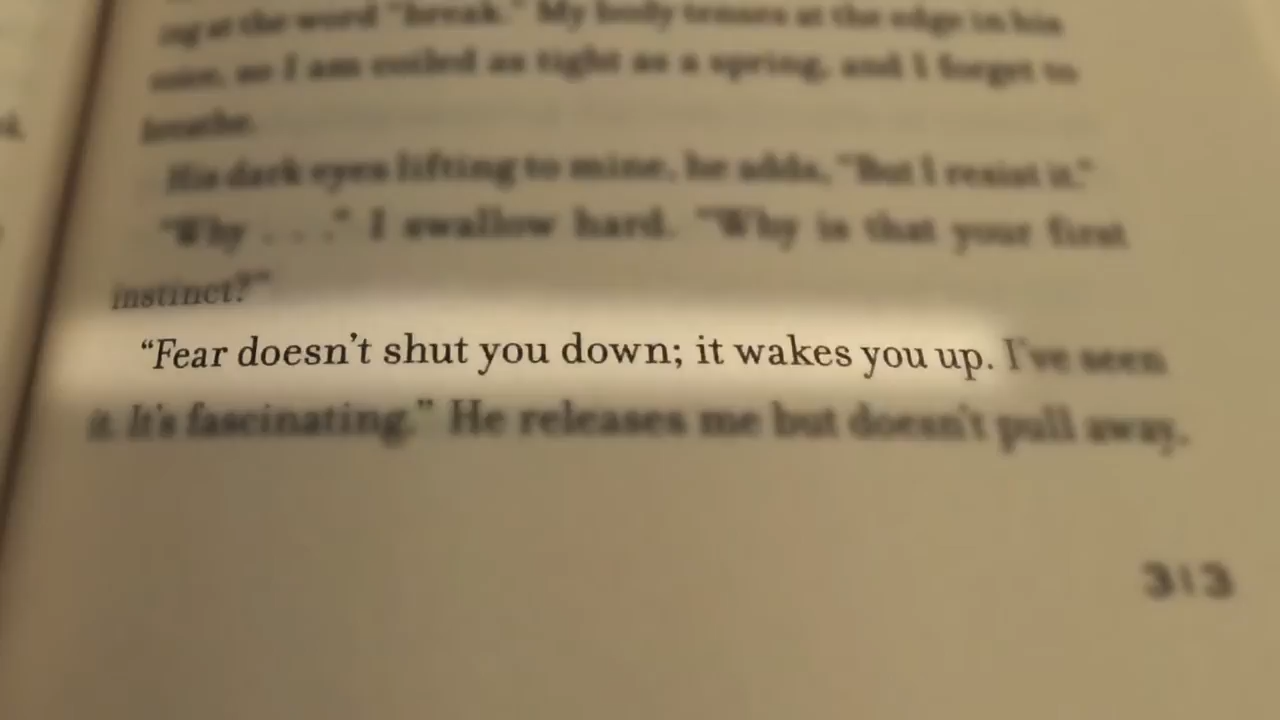 ing at the word "break." My body tenses at the edge in his
voice, so I am coiled as tight as a spring, and I forget to
breathe.
His dark eyes lifting to mine, he adds, "But I resist it."
"Why . . ." I swallow hard. "Why is that your first
instinct?"
"Fear doesn't shut you down; it wakes you up. I've seen
it. It's fascinating." He releases me but doesn't pull away.
313